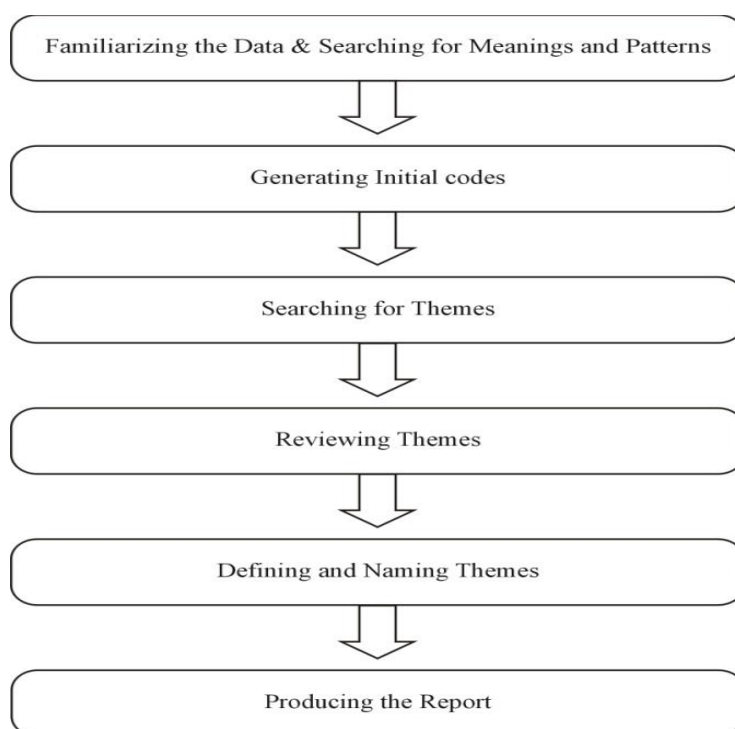 Familiarizing the Data & Searching for Meanings and Patterns
Generating Initial codes
Searching for Themes
Reviewing Themes
Defining and Naming Themes
Producing the Report